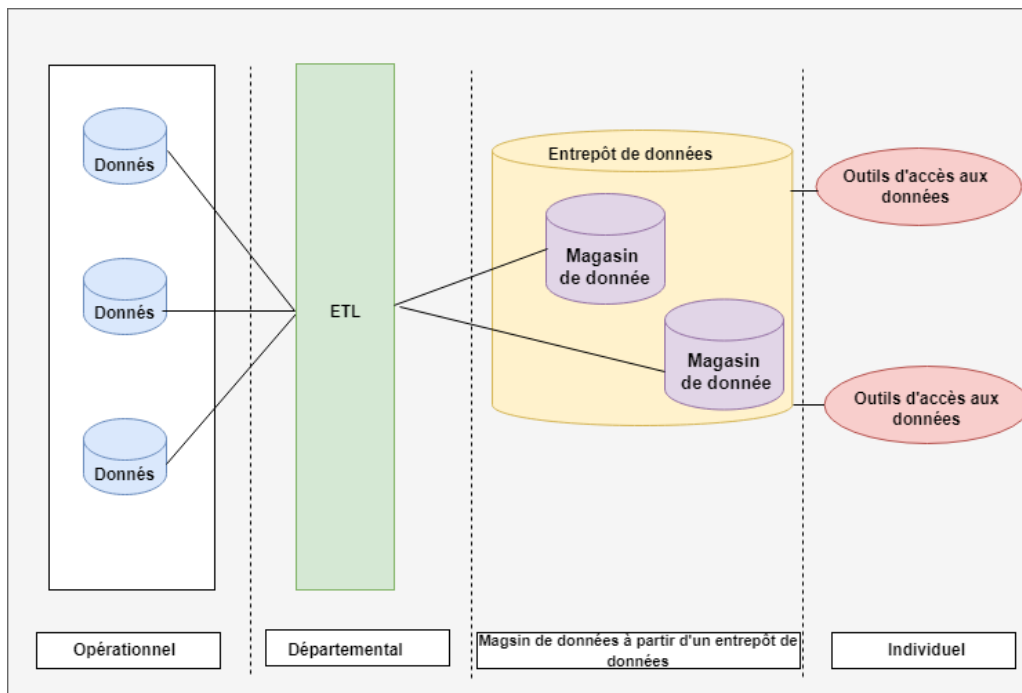 Donnés
Donnés
Donnés
ETL
Entrepôt de données
Magasin
de donnée
Magasin
de donnée
Outils d'accès aux
données
Outils d'accès aux
données
Opérationnel
Départemental
Magsin de données à partir d'un entrepôt de
données
Individuel